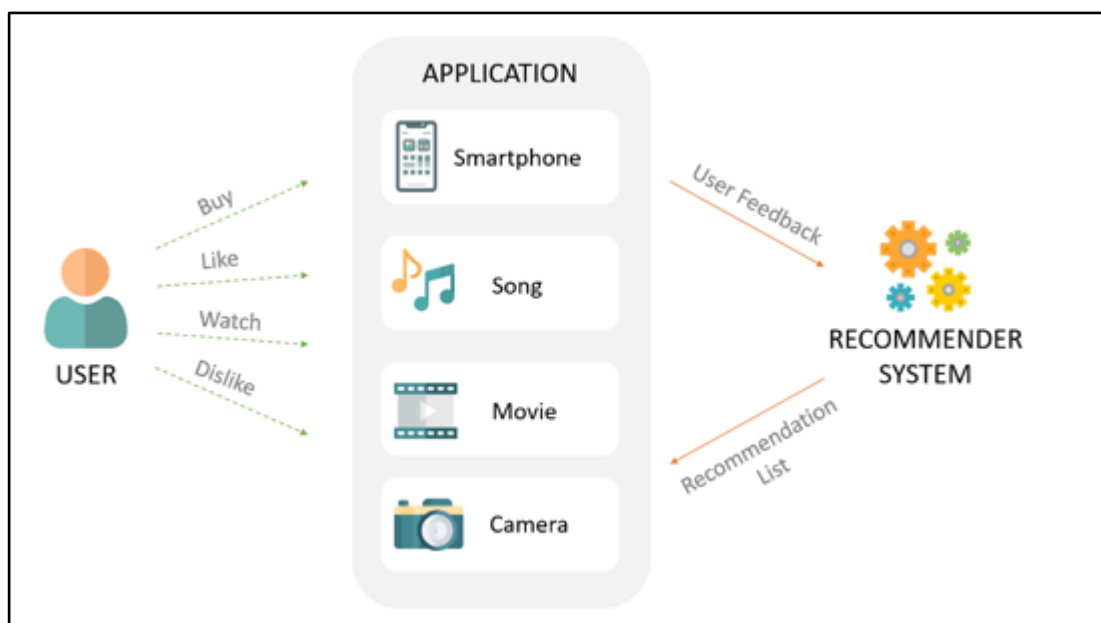 APPLICATION
Smartphone
Buy
User Feedback
Like
Song
Watch
USER
Dislike
RECOMMENDER
SYSTEM
Movie
Recommendation
List
Camera